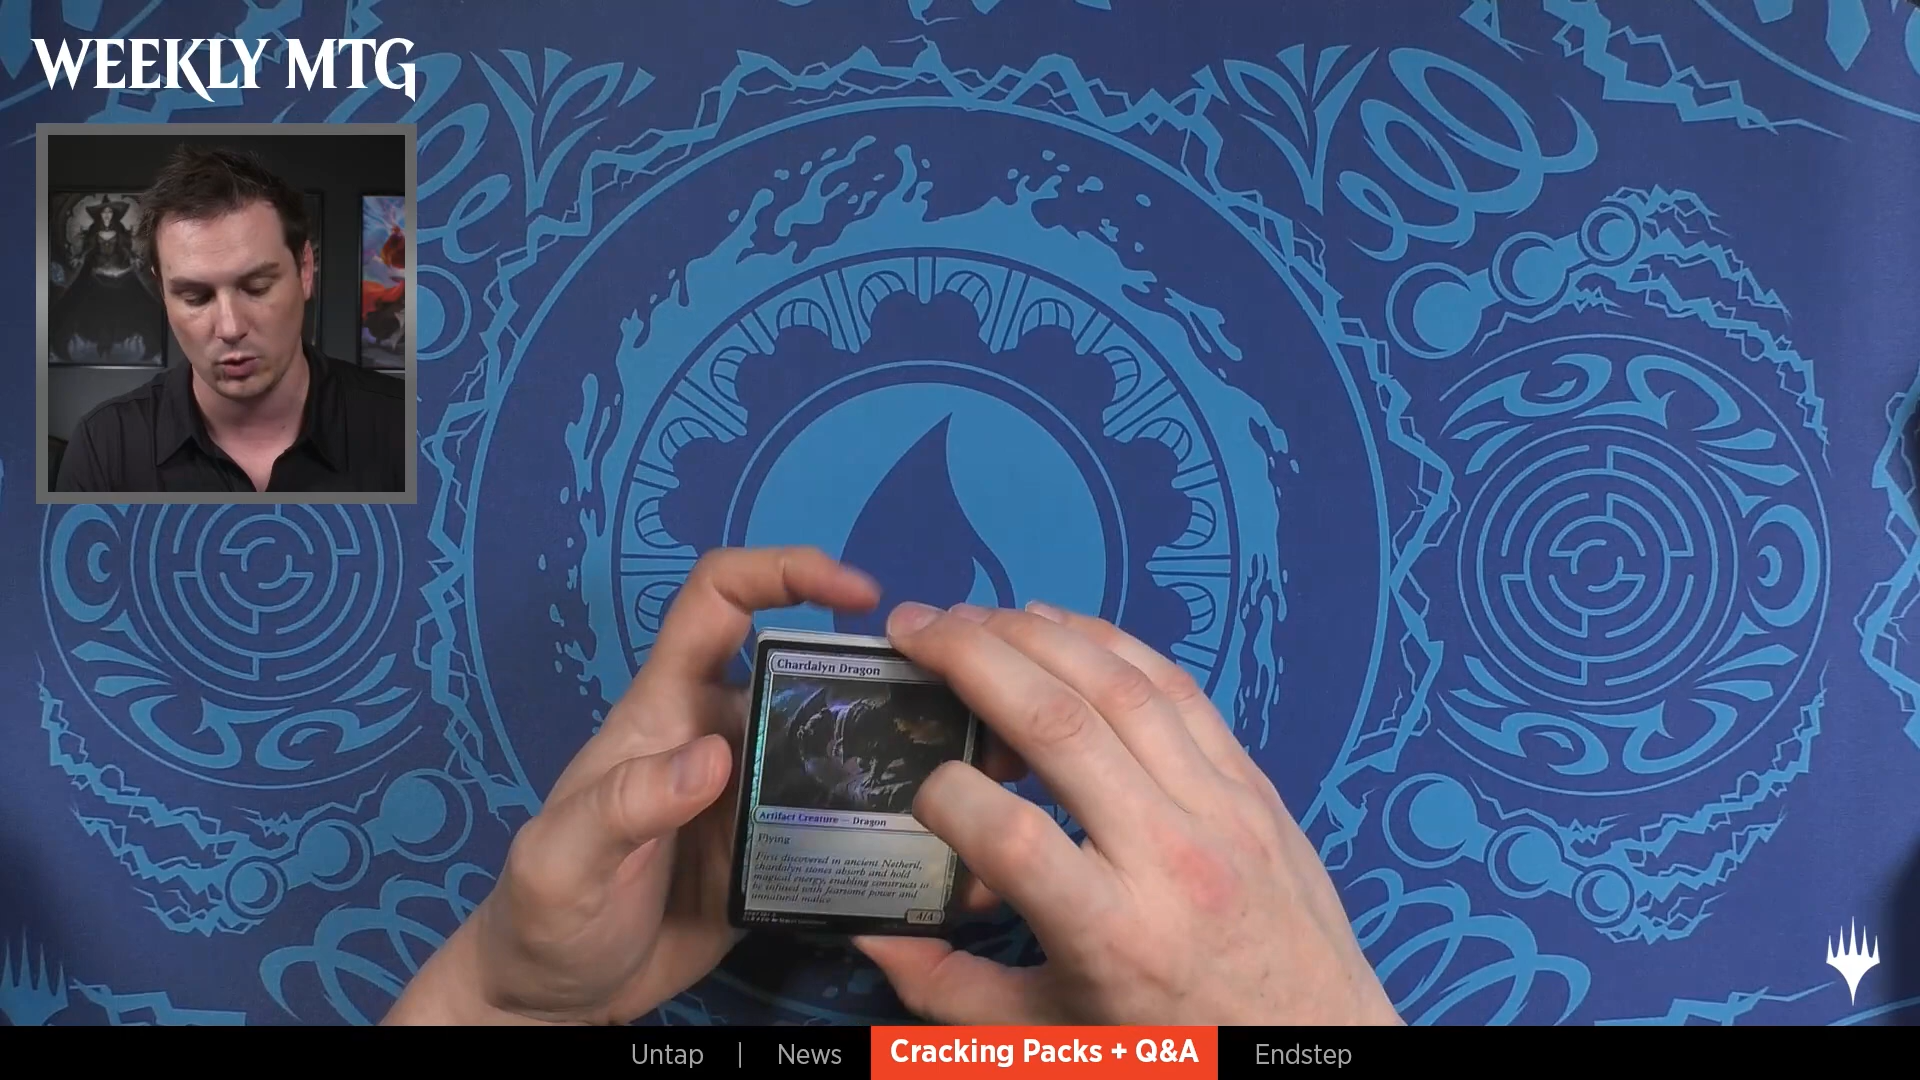 WEEKLY MTG
Chardalyn Dragon
Artifact Creature — Dragon
Flying
First discovered in ancient Netheril,
chardalyn stones absorb and hold
magical energy, enabling constructs to
be infused with fearsome power and
unnatural malice.
4/4
Untap | News Cracking Packs + Q&A Endstep